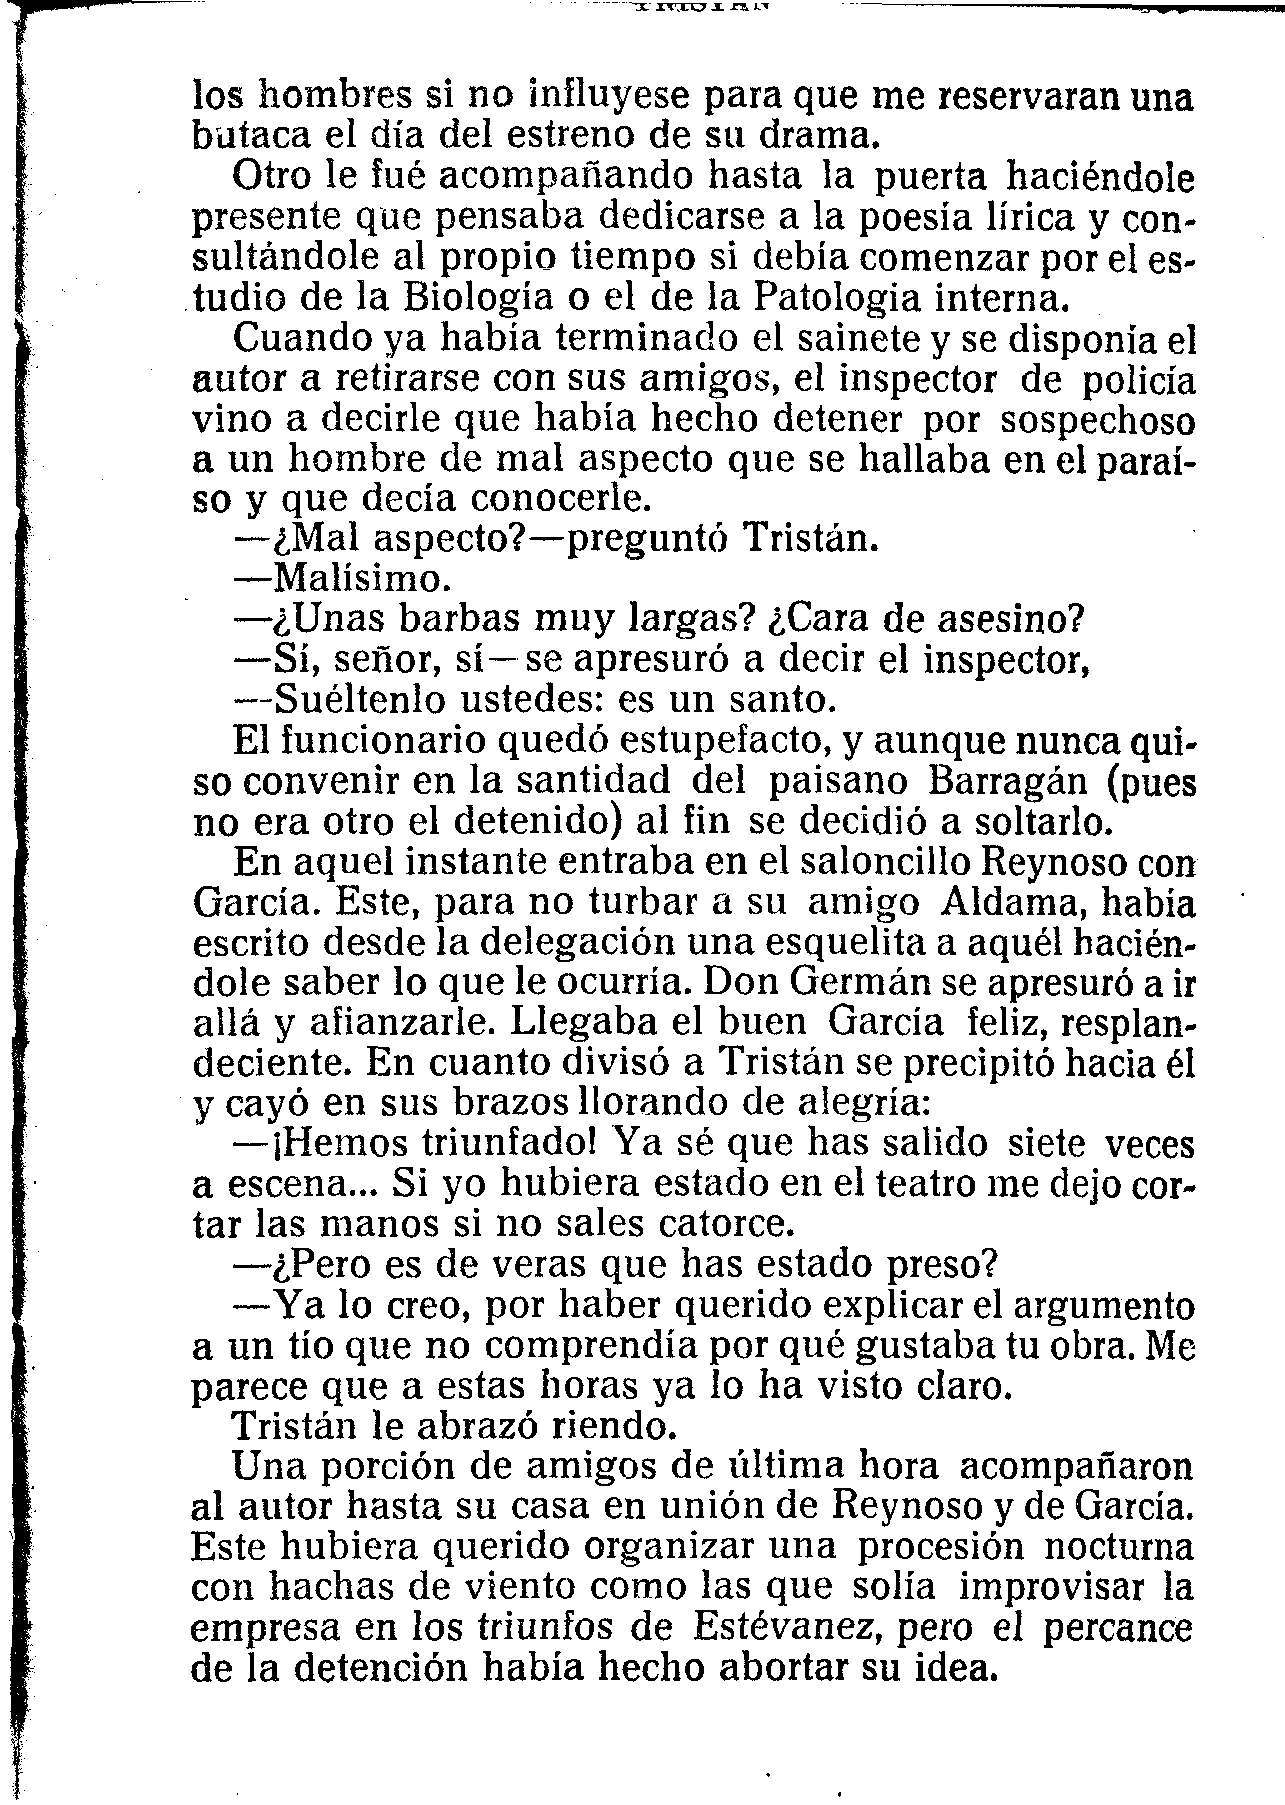 los hombres si no influyese para que me reservaran una
butaca el día del estreno de su drama.
Otro le fué acompañando hasta la puerta haciéndole
presente que pensaba dedicarse a la poesía lírica y con-
sultándole al propio tiempo si debía comenzar por el es-
tudio de la Biología o el de la Patología interna.
Cuando ya había terminado el sainete y se disponía el
autor a retirarse con sus amigos, el inspector de policía
vino a decirle que había hecho detener por sospechoso
a un hombre de mal aspecto que se hallaba en el paraí-
so y que decía conocerle.
—¿Mal aspecto?—preguntó Tristán.
—Malísimo.
—¿Unas barbas muy largas? ¿Cara de asesino?
—Sí, señor, sí—se apresuró a decir el inspector,
—Suéltenlo ustedes: es un santo.
El funcionario quedó estupefacto, y aunque nunca qui-
so convenir en la santidad del paisano Barragán (pues
no era otro el detenido) al fin se decidió a soltarlo.
En aquel instante entraba en el saloncillo Reynoso con
García. Este, para no turbar a su amigo Aldama, había
escrito desde la delegación una esquelita a aquél hacién-
dole saber lo que le ocurría. Don Germán se apresuró a ir
allá y afianzarle. Llegaba el buen García feliz, resplan-
deciente. En cuanto divisó a Tristán se precipitó hacia él
y cayó en sus brazos llorando de alegría:
—¡Hemos triunfado! Ya sé que has salido siete veces
a escena... Si yo hubiera estado en el teatro me dejo cor-
tar las manos si no sales catorce.
—¿Pero es de veras que has estado preso?
—Ya lo creo, por haber querido explicar el argumento
a un tío que no comprendía por qué gustaba tu obra. Me
parece que a estas horas ya lo ha visto claro.
Tristán le abrazó riendo.
Una porción de amigos de última hora acompañaron
al autor hasta su casa en unión de Reynoso y de García.
Este hubiera querido organizar una procesión nocturna
con hachas de viento como las que solía improvisar la
empresa en los triunfos de Estévanez, pero el percance
de la detención había hecho abortar su idea.